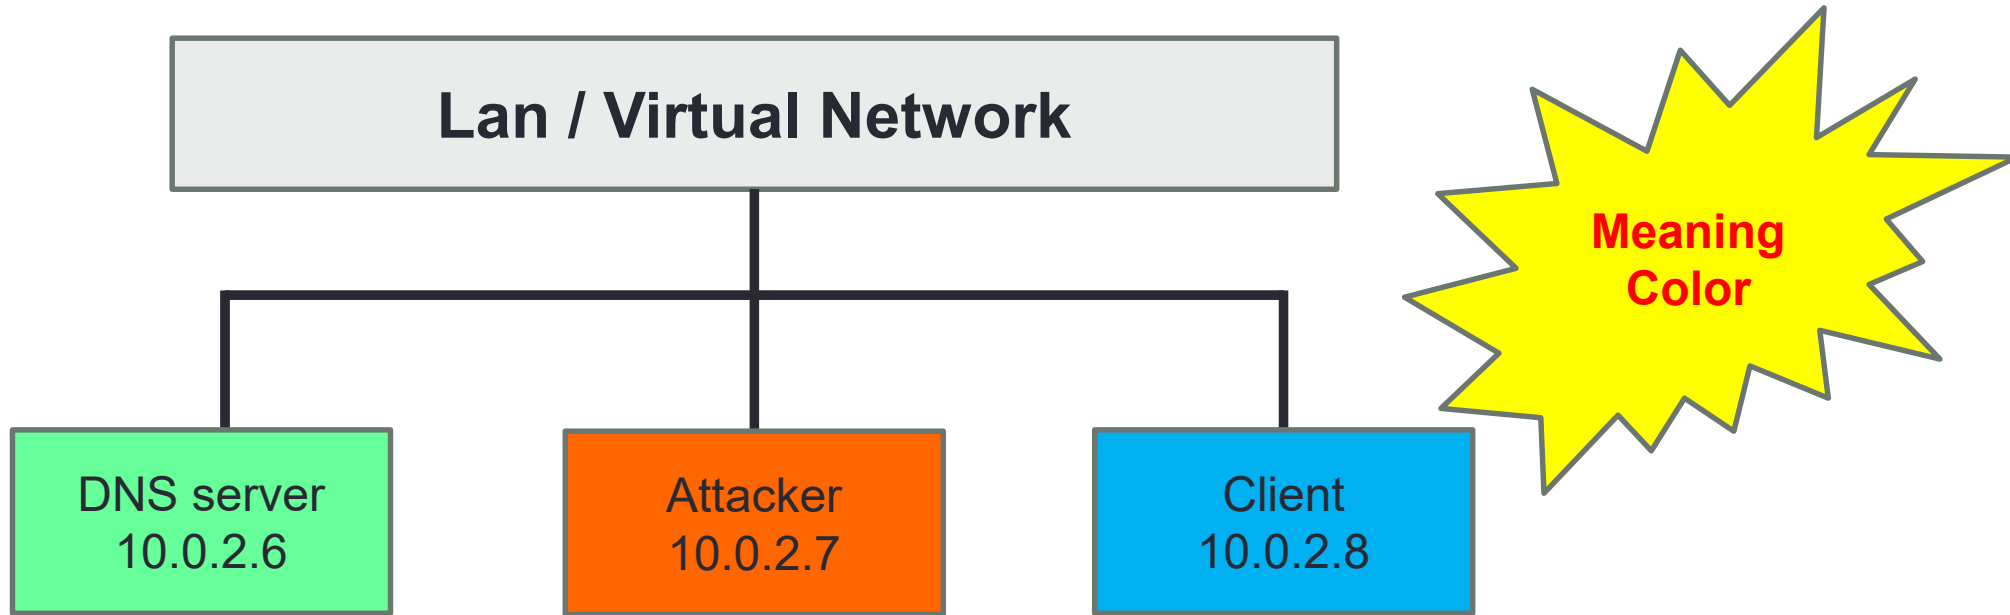 Lan / Virtual Network
Meaning
Color
DNS server
10.0.2.6
Attacker
10.0.2.7
Client
10.0.2.8